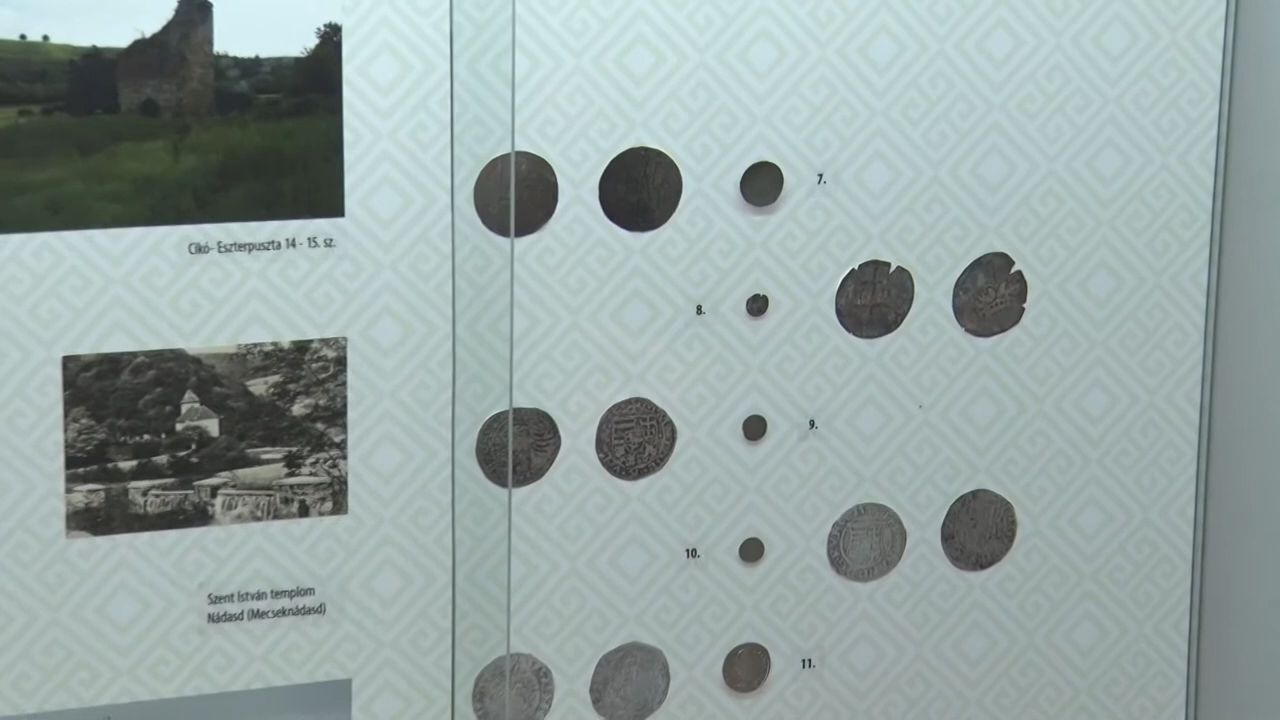 Cikó- Eszterpuszta 14 - 15. sz.
Szent István templom
Nádasd (Mecseknádasd)
7.
8.
9.
10.
11.